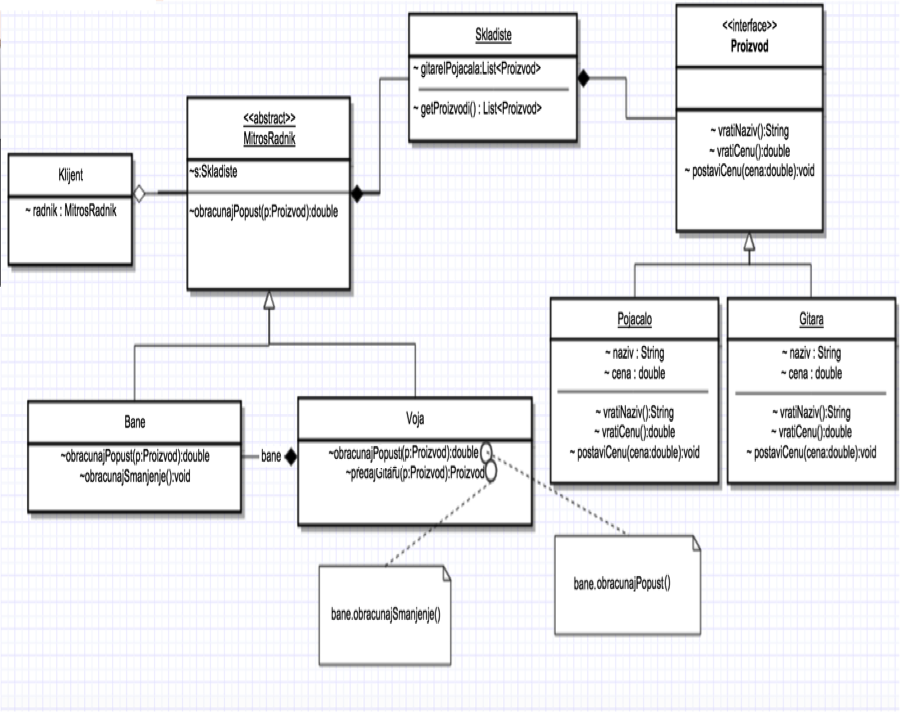 Skladiste
~ gitareIPojacala:List<Proizvod>
~ getProizvodi() : List<Proizvod>
<<interface>>
Proizvod
~ vratiNaziv():String
~ vratiCenu():double
~ postaviCenu(cena:double):void
<<abstract>>
MitrosRadnik
~s:Skladiste
~obracunajPopust(p:Proizvod):double
Klijent
~ radnik : MitrosRadnik
Pojacalo
~ naziv : String
~ cena : double
~ vratiNaziv():String
~ vratiCenu():double
~ postaviCenu(cena:double):void
Gitara
~ naziv : String
~ cena : double
~ vratiNaziv():String
~ vratiCenu():double
~ postaviCenu(cena:double):void
Bane
~obracunajPopust(p:Proizvod):double
~obracunajSmanjenje():void
bane
Voja
~obracunajPopust(p:Proizvod):double
~predajGitaru(p:Proizvod):Proizvod
bane.obracunajSmanjenje()
bane.obracunajPopust()